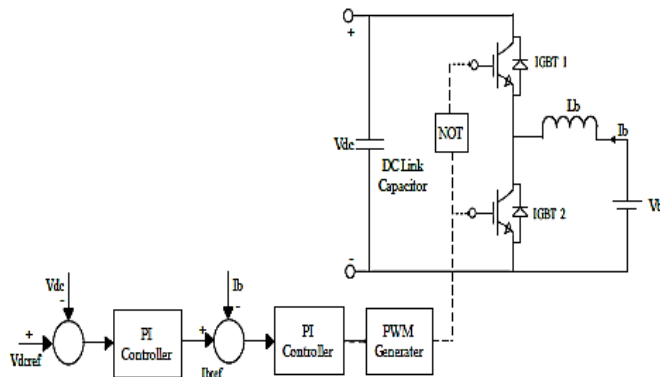 +
IGBT 1
Lb
Ib
NOT
Vdc
DC Link
Capacitor
IGBT 2
Vb
-
Vdc
-
Ib
-
+
Vdcref
PI
Controller
+
Ibref
PI
Controller
PWM
Generater